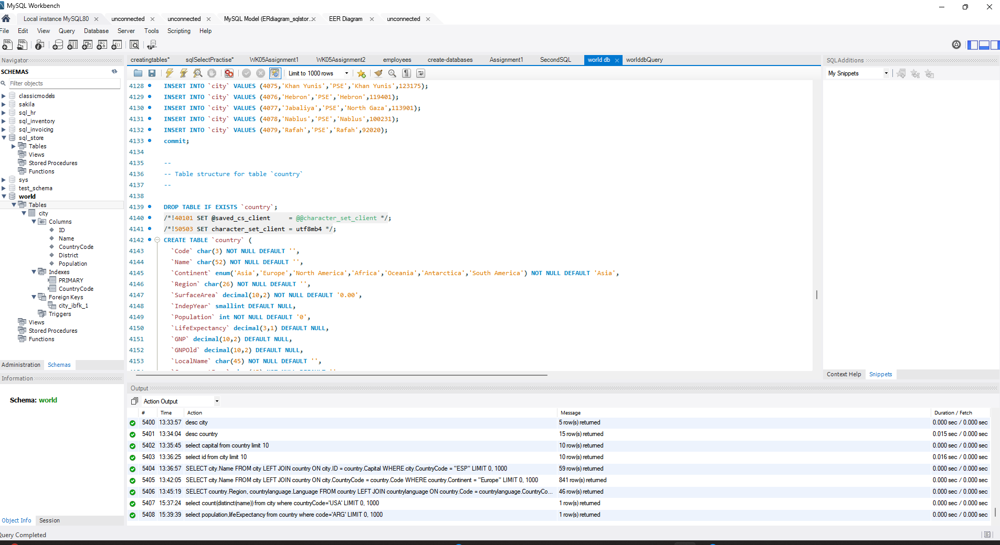 MySQL Workbench
Local instance MySQL80
unconnected
unconnected
MySQL Model (ERdiagram_sqlstor..
EER Diagram
unconnected
File Edit View Query Database Server Tools Scripting Help
Navigator
SCHEMAS
Filter objects
classicmodels
sakila
sql_hr
sql_inventory
sql_invoicing
sql_store
Tables
Views
Stored Procedures
Functions
sys
test_schema
world
Tables
city
Columns
ID
Name
CountryCode
District
Population
Indexes
PRIMARY
CountryCode
Foreign Keys
city_ibfk_1
Triggers
Views
Stored Procedures
Functions
Administration Schemas
Information
Schema: world
Object Info Session
Query Completed
creatingtables* sqlSelectPractise* WK05Assignment1 WK05Assignment2 employees create-databases Assignment1 SecondSQL world db worlddbQuery
Limit to 1000 rows
4128 INSERT INTO `city` VALUES (4075,'Khan Yunis','PSE','Khan Yunis',123175);
4129 INSERT INTO `city` VALUES (4076,'Hebron','PSE','Hebron',119401);
4130 INSERT INTO `city` VALUES (4077,'Jabaliya','PSE','North Gaza',113901);
4131 INSERT INTO `city` VALUES (4078,'Nablus','PSE','Nablus',100231);
4132 INSERT INTO `city` VALUES (4079,'Rafah','PSE','Rafah',92020);
4133 commit;
4134
4135 --
4136 -- Table structure for table `country`
4137 --
4138
4139 DROP TABLE IF EXISTS `country`;
4140 /*!40101 SET @saved_cs_client     = @@character_set_client */;
4141 /*!50503 SET character_set_client = utf8mb4 */;
4142 CREATE TABLE `country` (
4143 `Code` char(3) NOT NULL DEFAULT '',
4144 `Name` char(52) NOT NULL DEFAULT '',
4145 `Continent` enum('Asia','Europe','North America','Africa','Oceania','Antarctica','South America') NOT NULL DEFAULT 'Asia',
4146 `Region` char(26) NOT NULL DEFAULT '',
4147 `SurfaceArea` decimal(10,2) NOT NULL DEFAULT '0.00',
4148 `IndepYear` smallint DEFAULT NULL,
4149 `Population` int NOT NULL DEFAULT '0',
4150 `LifeExpectancy` decimal(3,1) DEFAULT NULL,
4151 `GNP` decimal(10,2) DEFAULT NULL,
4152 `GNPOld` decimal(10,2) DEFAULT NULL,
4153 `LocalName` char(45) NOT NULL DEFAULT '',
SQL Additions
My Snippets
Context Help Snippets
Output
Action Output
# Time Action Message Duration / Fetch
5400 13:33:57 desc city 5 row(s) returned 0.000 sec / 0.000 sec
5401 13:34:04 desc country 15 row(s) returned 0.015 sec / 0.000 sec
5402 13:35:45 select capital from country limit 10 10 row(s) returned 0.000 sec / 0.000 sec
5403 13:36:25 select id from city limit 10 10 row(s) returned 0.016 sec / 0.000 sec
5404 13:36:57 SELECT city.Name FROM city LEFT JOIN country ON city.ID = country.Capital WHERE city.CountryCode = "ESP" LIMIT 0, 1000 59 row(s) returned 0.000 sec / 0.000 sec
5405 13:42:05 SELECT city.Name FROM city LEFT JOIN country ON city.CountryCode = country.Code WHERE country.Continent = "Europe" LIMIT 0, 1000 841 row(s) returned 0.000 sec / 0.000 sec
5406 13:45:19 SELECT country.Region, countrylanguage.Language FROM country LEFT JOIN countrylanguage ON country.Code = countrylanguage.CountryCo... 46 row(s) returned 0.000 sec / 0.000 sec
5407 15:37:24 select count(distinct(name)) from city where countryCode='USA' LIMIT 0, 1000 1 row(s) returned 0.000 sec / 0.000 sec
5408 15:39:39 select population,lifeExpectancy from country where code='ARG' LIMIT 0, 1000 1 row(s) returned 0.000 sec / 0.000 sec